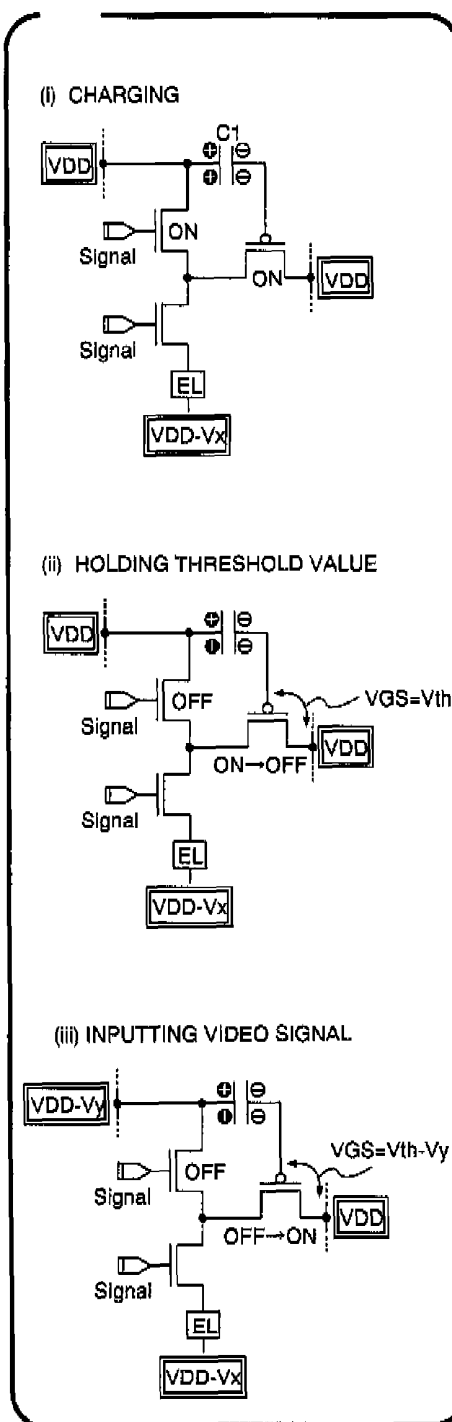 (i) CHARGING
C1
⊕ ⊖
VDD
⊕ ⊖
ON
Signal
ON
VDD
Signal
EL
VDD-Vx
(ii) HOLDING THRESHOLD VALUE
⊕ ⊖
VDD
⊖
OFF
VGS=Vth
Signal
VDD
ON→OFF
Signal
EL
VDD-Vx
(iii) INPUTTING VIDEO SIGNAL
⊕ ⊖
VDD-Vy
⊖
VGS=Vth-Vy
OFF
Signal
VDD
OFF→ON
Signal
EL
VDD-Vx